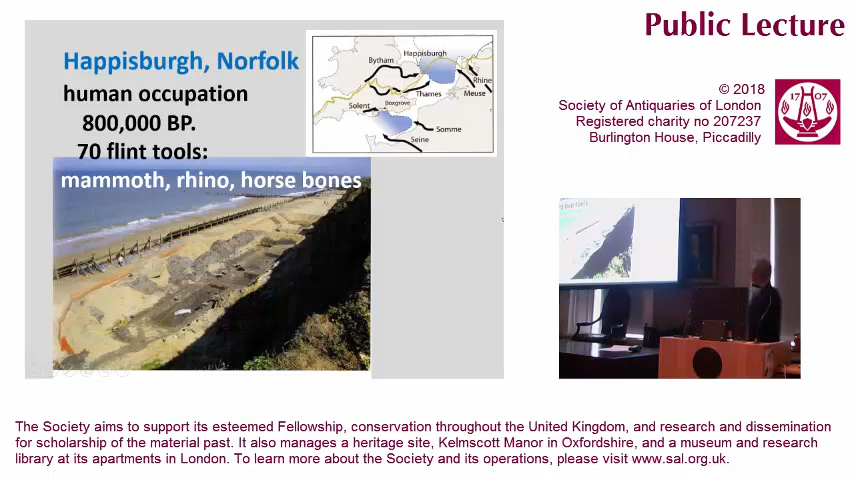 Public Lecture
Happisburgh, Norfolk
human occupation
800,000 BP.
70 flint tools:
mammoth, rhino, horse bones
Happisburgh
Bytham
Rhine
Thames
Meuse
Solent
Boxgrove
Somme
Seine
© 2018
Society of Antiquaries of London
Registered charity no 207237
Burlington House, Piccadilly
17 07
The Society aims to support its esteemed Fellowship, conservation throughout the United Kingdom, and research and dissemination
for scholarship of the material past. It also manages a heritage site, Kelmscott Manor in Oxfordshire, and a museum and research
library at its apartments in London. To learn more about the Society and its operations, please visit www.sal.org.uk.